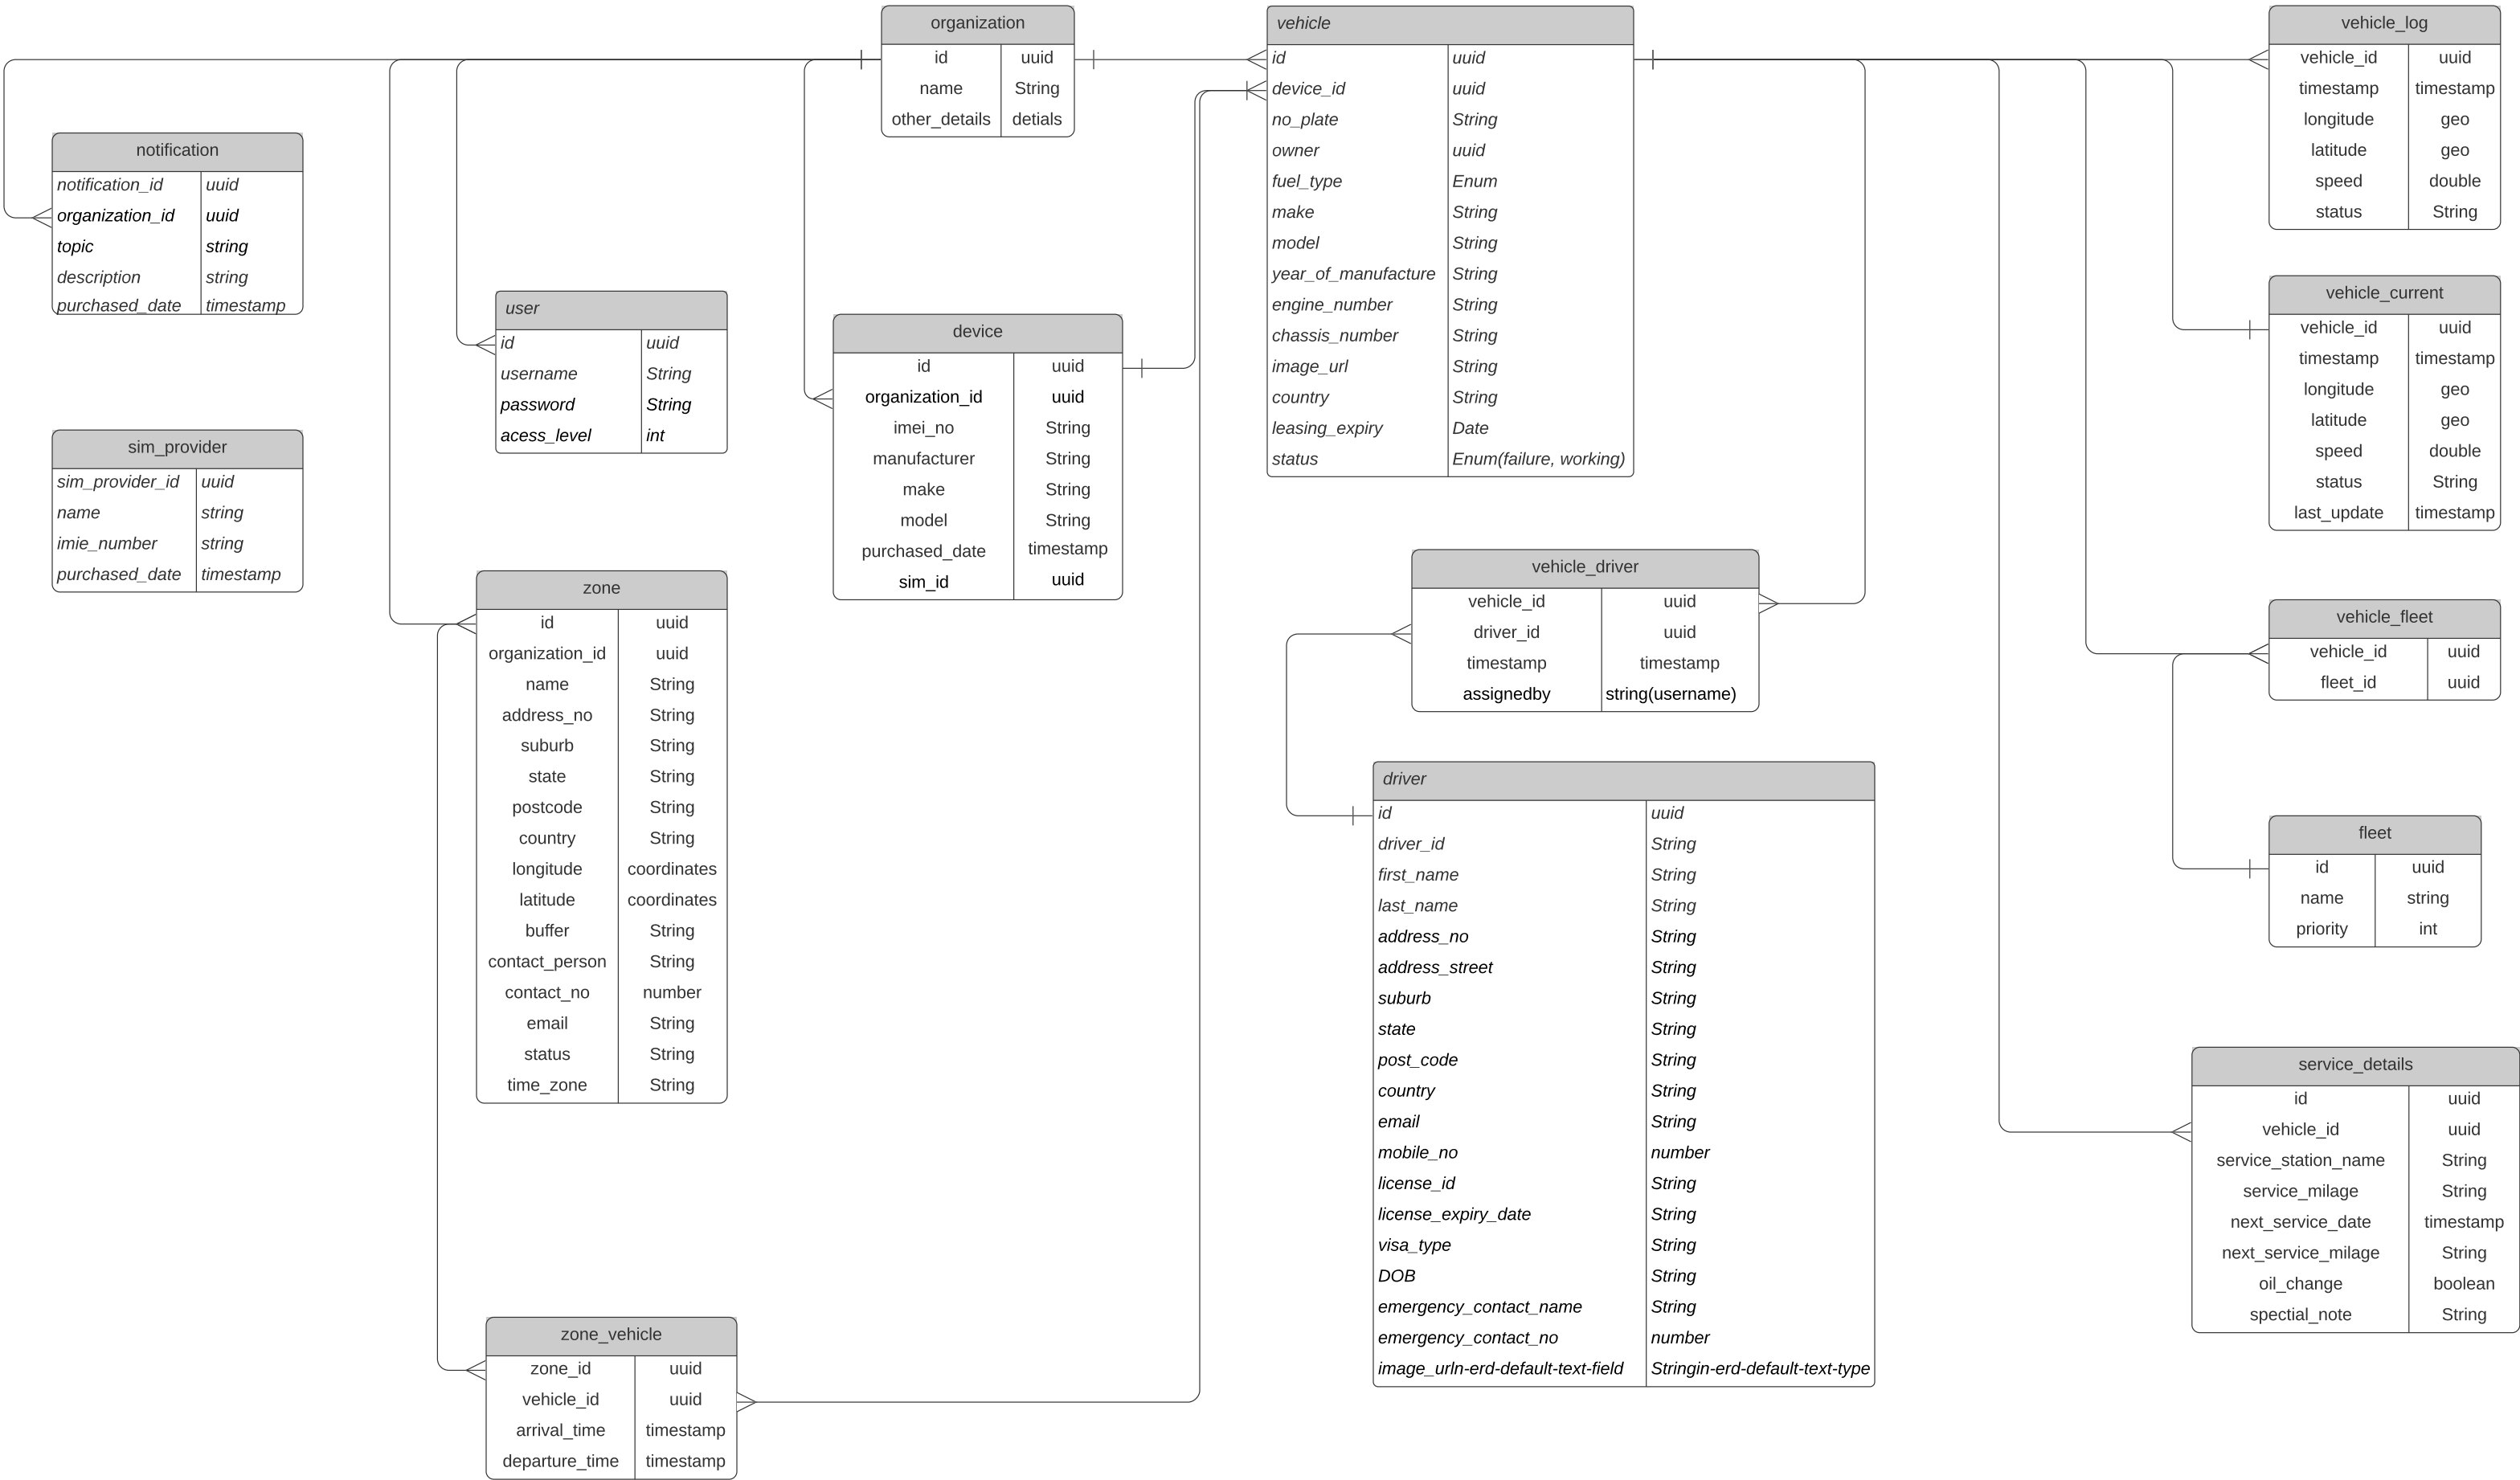 organization
id uuid
name String
other_details detials
vehicle
id uuid
device_id uuid
no_plate String
owner uuid
fuel_type Enum
make String
model String
year_of_manufacture String
engine_number String
chassis_number String
image_url String
country String
leasing_expiry Date
status Enum(failure, working)
vehicle_log
vehicle_id uuid
timestamp timestamp
longitude geo
latitude geo
speed double
status String
notification
notification_id uuid
organization_id uuid
topic string
description string
purchased_date timestamp
user
id uuid
username String
password String
acess_level int
device
id uuid
organization_id uuid
imei_no String
manufacturer String
make String
model String
purchased_date timestamp
sim_id uuid
vehicle_current
vehicle_id uuid
timestamp timestamp
longitude geo
latitude geo
speed double
status String
last_update timestamp
sim_provider
sim_provider_id uuid
name string
imie_number string
purchased_date timestamp
zone
id uuid
organization_id uuid
name String
address_no String
suburb String
state String
postcode String
country String
longitude coordinates
latitude coordinates
buffer String
contact_person String
contact_no number
email String
status String
time_zone String
vehicle_driver
vehicle_id uuid
driver_id uuid
timestamp timestamp
assignedby string(username)
vehicle_fleet
vehicle_id uuid
fleet_id uuid
driver
id uuid
driver_id String
first_name String
last_name String
address_no String
address_street String
suburb String
state String
post_code String
country String
email String
mobile_no number
license_id String
license_expiry_date String
visa_type String
DOB String
emergency_contact_name String
emergency_contact_no number
image_urln-erd-default-text-field Stringin-erd-default-text-type
fleet
id uuid
name string
priority int
service_details
id uuid
vehicle_id uuid
service_station_name String
service_milage String
next_service_date timestamp
next_service_milage String
oil_change boolean
spectial_note String
zone_vehicle
zone_id uuid
vehicle_id uuid
arrival_time timestamp
departure_time timestamp